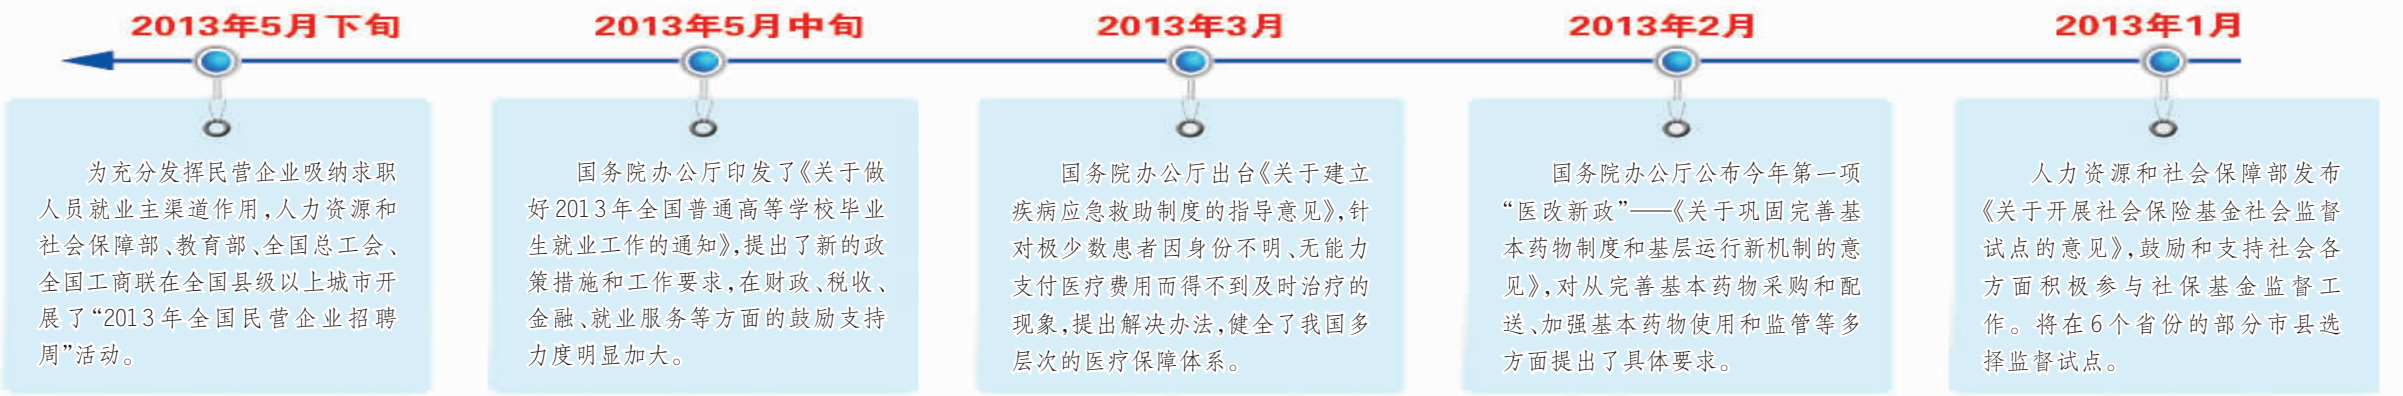 2013年5月下旬
为充分发挥民营企业吸纳求职
人员就业主渠道作用,人力资源和
社会保障部、教育部、全国总工会、
全国工商联在全国县级以上城市开
展了“2013年全国民营企业招聘
周”活动。
2013年5月中旬
国务院办公厅印发了《关于做
好2013年全国普通高等学校毕业
生就业工作的通知》,提出了新的政
策措施和工作要求,在财政、税收、
金融、就业服务等方面的鼓励支持
力度明显加大。
2013年3月
国务院办公厅出台《关于建立
疾病应急救助制度的指导意见》,针
对极少数患者因身份不明、无能力
支付医疗费用而得不到及时治疗的
现象,提出解决办法,健全了我国多
层次的医疗保障体系。
2013年2月
国务院办公厅公布今年第一项
“医改新政”——《关于巩固完善基
本药物制度和基层运行新机制的意
见》,对从完善基本药物采购和配
送、加强基本药物使用和监管等多
方面提出了具体要求。
2013年1月
人力资源和社会保障部发布
《关于开展社会保险基金社会监督
试点的意见》,鼓励和支持社会各
方面积极参与社保基金监督工
作。将在6个省份的部分市县选
择监督试点。